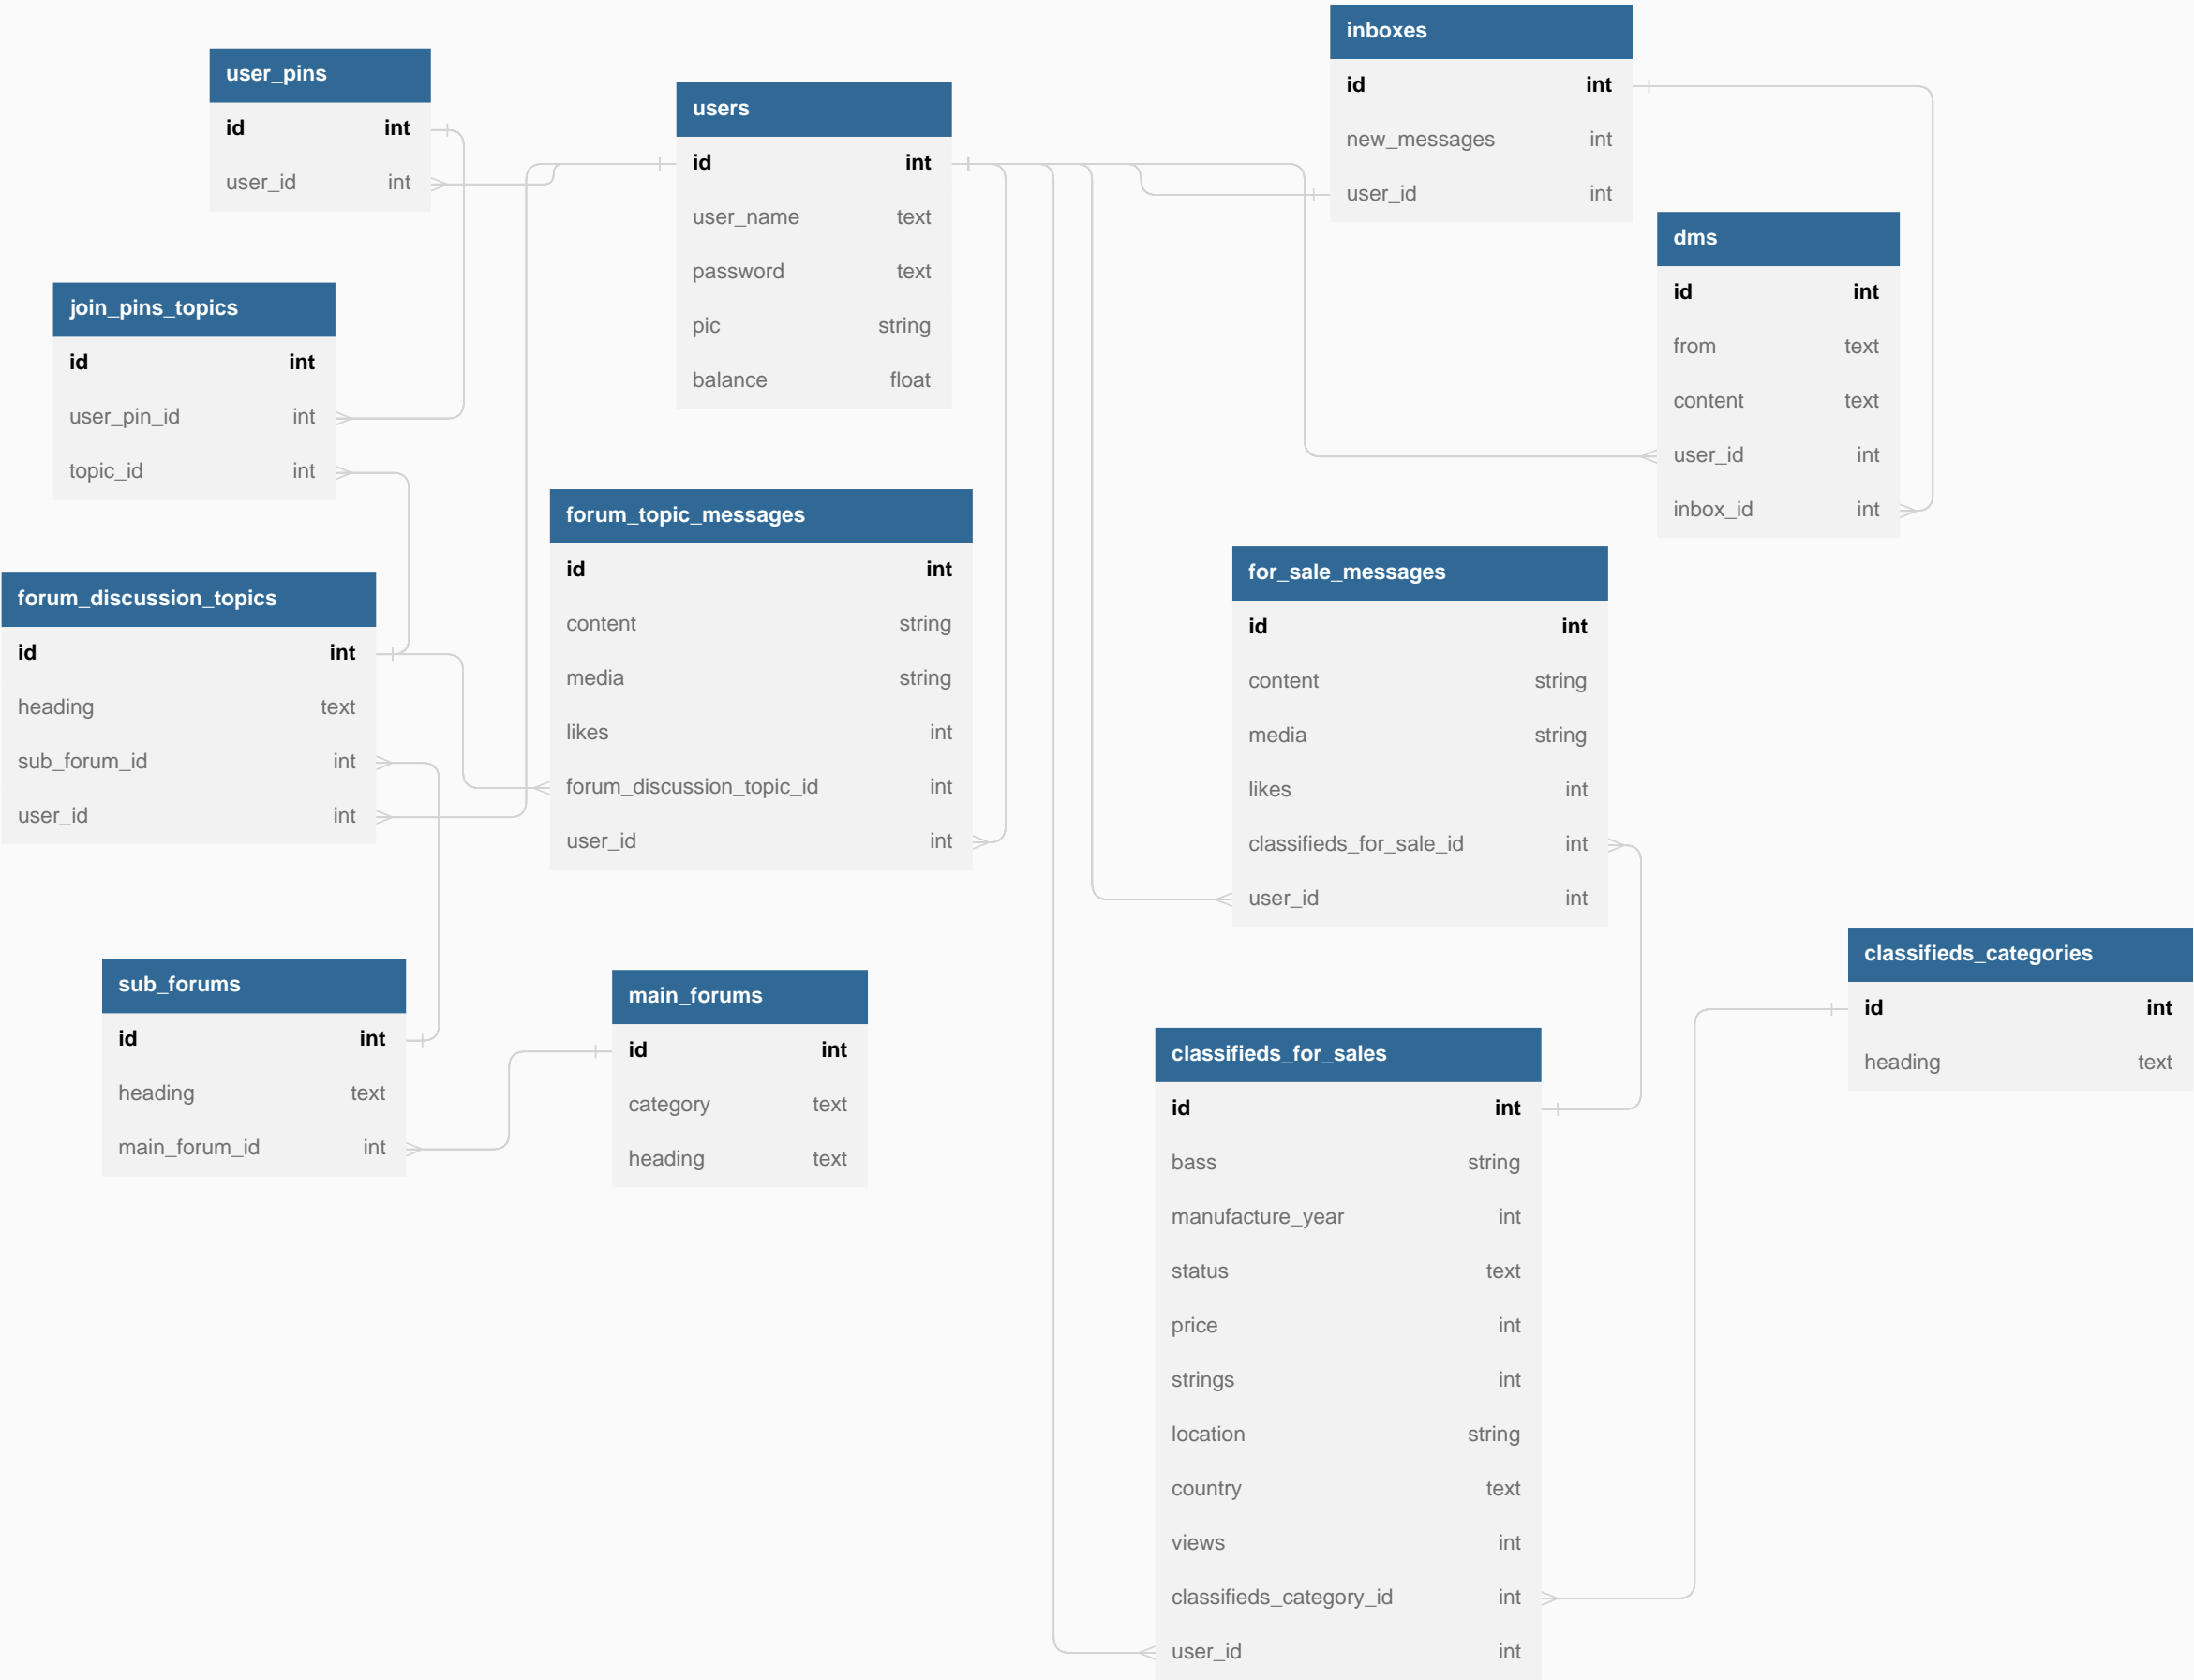 user_pins
id int
user_id int
users
id int
user_name text
password text
pic string
balance float
inboxes
id int
new_messages int
user_id int
dms
id int
from text
content text
user_id int
inbox_id int
join_pins_topics
id int
user_pin_id int
topic_id int
forum_topic_messages
id int
content string
media string
likes int
forum_discussion_topic_id int
user_id int
forum_discussion_topics
id int
heading text
sub_forum_id int
user_id int
for_sale_messages
id int
content string
media string
likes int
classifieds_for_sale_id int
user_id int
sub_forums
id int
heading text
main_forum_id int
main_forums
id int
category text
heading text
classifieds_categories
id int
heading text
classifieds_for_sales
id int
bass string
manufacture_year int
status text
price int
strings int
location string
country text
views int
classifieds_category_id int
user_id int